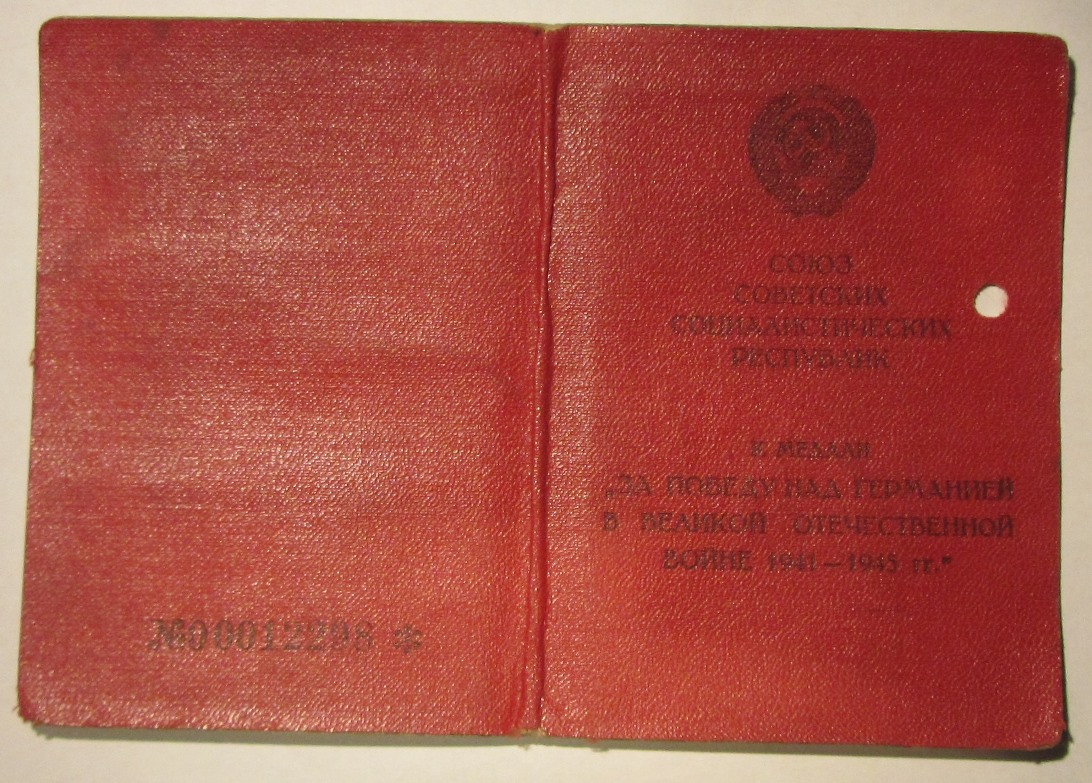 №00012298 *
СОЮЗ
СОВЕТСКИХ
СОЦИАЛИСТИЧЕСКИХ
РЕСПУБЛИК
К МЕДАЛИ
„ЗА ПОБЕДУ НАД ГЕРМАНИЕЙ
В ВЕЛИКОЙ ОТЕЧЕСТВЕННОЙ
ВОЙНЕ 1941—1945 гг."